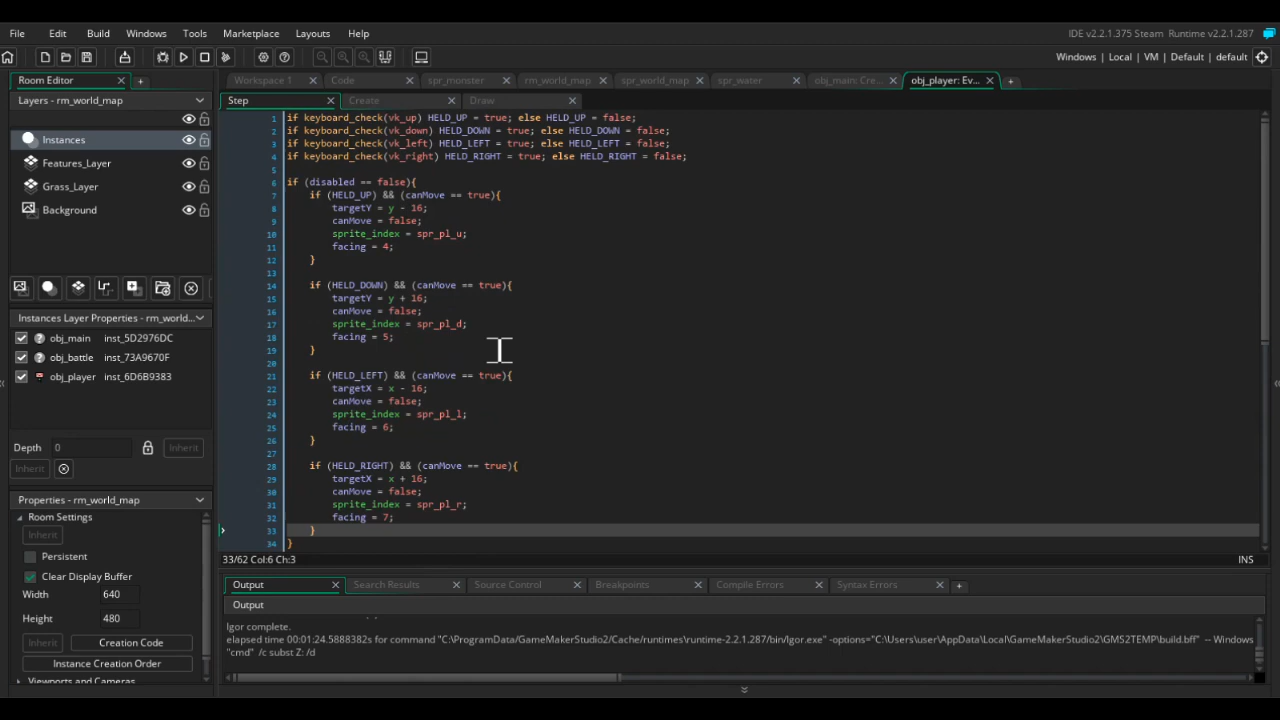 File Edit Build Windows Tools Marketplace Layouts Help
IDE v2.2.1.375 Steam Runtime v2.2.1.287
Windows | Local | VM | Default | default
Room Editor
Workspace 1 Code spr_monster rm_world_map spr_world_map spr_water obj_main: Cre... obj_player: Ev...
Layers - rm_world_map
Instances
Features_Layer
Grass_Layer
Background
Instances Layer Properties - rm_wor...
obj_main inst_5D2976DC
obj_battle inst_73A9670F
obj_player inst_6D6B9383
Depth 0 Inherit
Inherit
Properties - rm_world_map
Room Settings
Inherit
Persistent
Clear Display Buffer
Width 640
Height 480
Inherit Creation Code
Instance Creation Order
Viewports and Cameras
Step Create Draw
1 if keyboard_check(vk_up) HELD_UP = true; else HELD_UP = false;
2 if keyboard_check(vk_down) HELD_DOWN = true; else HELD_DOWN = false;
3 if keyboard_check(vk_left) HELD_LEFT = true; else HELD_LEFT = false;
4 if keyboard_check(vk_right) HELD_RIGHT = true; else HELD_RIGHT = false;
5
6 if (disabled == false){
7 if (HELD_UP) && (canMove == true){
8 targetY = y - 16;
9 canMove = false;
10 sprite_index = spr_pl_u;
11 facing = 4;
12 }
13
14 if (HELD_DOWN) && (canMove == true){
15 targetY = y + 16;
16 canMove = false;
17 sprite_index = spr_pl_d;
18 facing = 5;
19 }
20
21 if (HELD_LEFT) && (canMove == true){
22 targetX = x - 16;
23 canMove = false;
24 sprite_index = spr_pl_l;
25 facing = 6;
26 }
27
28 if (HELD_RIGHT) && (canMove == true){
29 targetX = x + 16;
30 canMove = false;
31 sprite_index = spr_pl_r;
32 facing = 7;
33 }
34 }
33/62 Col:6 Ch:3 INS
Output Search Results Source Control Breakpoints Compile Errors Syntax Errors
Output
Igor complete.
elapsed time 00:01:24.5888382s for command "C:\ProgramData/GameMakerStudio2/Cache/runtimes\runtime-2.2.1.287/bin/Igor.exe" -options="C:\Users\user\AppData\Local\GameMakerStudio2\GMS2TEMP\build.bff" -- Windows
"cmd" /c subst Z: /d